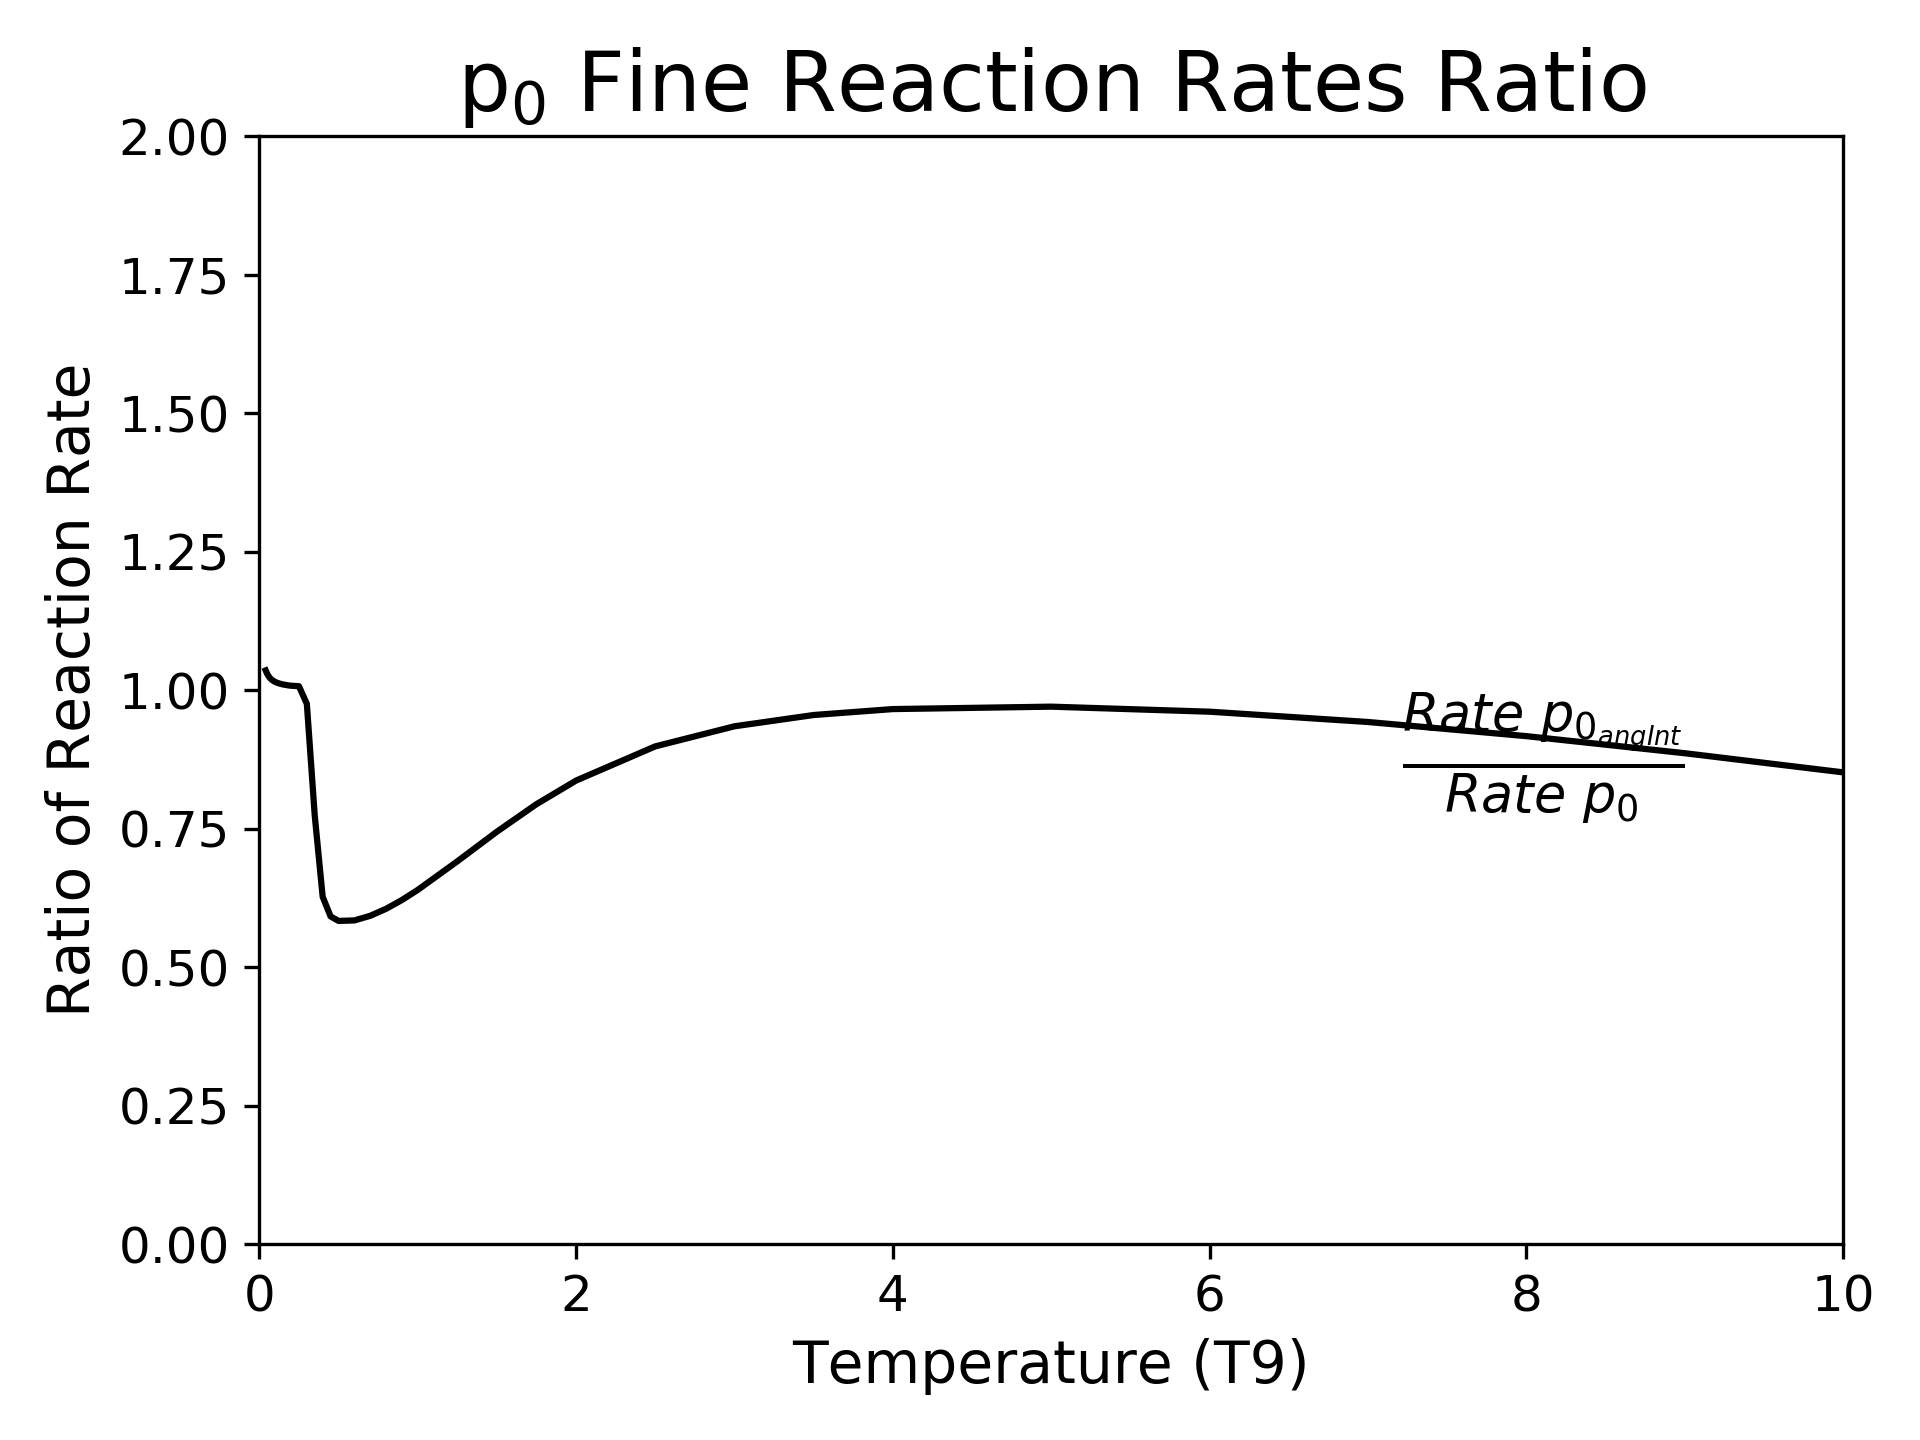 p₀ Fine Reaction Rates Ratio
2.00
1.75
1.50
1.25
1.00
0.75
0.50
0.25
0.00
Ratio of Reaction Rate
Rate p₀angInt
Rate p₀
0 2 4 6 8 10
Temperature (T9)